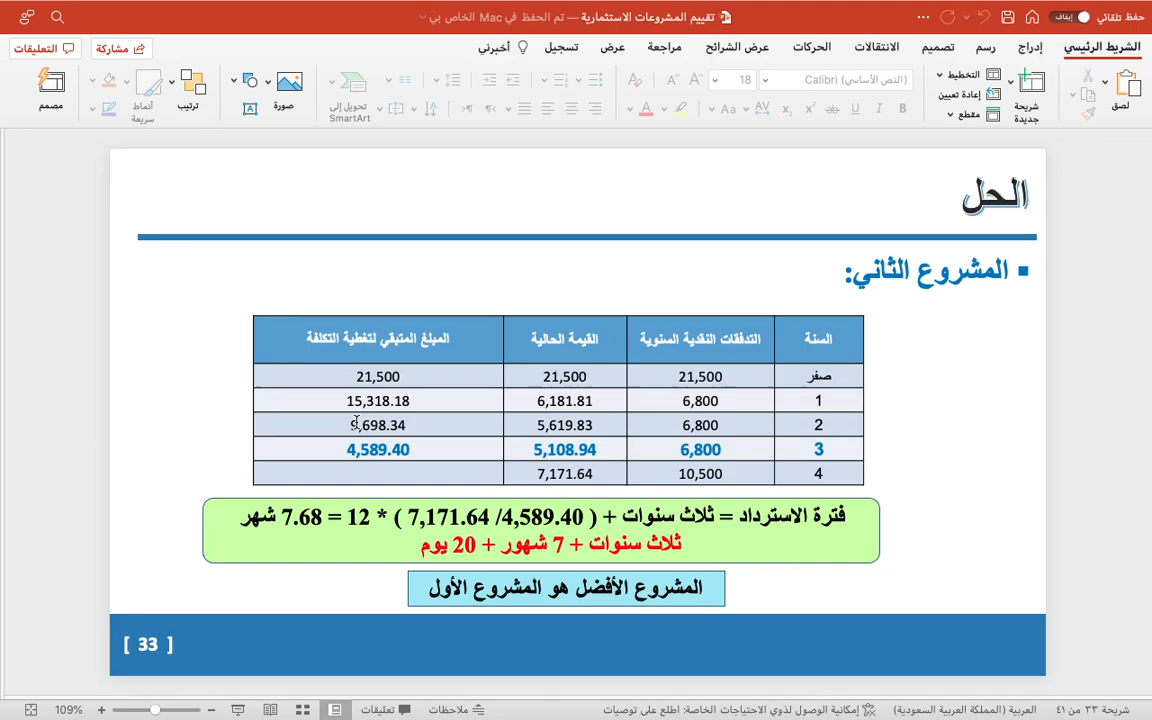 حفظ تلقائي إيقاف
تقييم المشروعات الاستثمارية — تم الحفظ في Mac الخاص بي
الشريط الرئيسي إدراج رسم تصميم الانتقالات الحركات عرض الشرائح مراجعة عرض تسجيل أخبرني مشاركة التعليقات
لصق شريحة جديدة التخطيط إعادة تعيين مقطع Calibri (النص الأساسي) 18 تحويل إلى SmartArt صورة ترتيب أنماط سريعة مصمم
الحل
▪ المشروع الثاني:
السنة التدفقات النقدية السنوية القيمة الحالية المبلغ المتبقي لتغطية التكلفة
صفر 21,500 21,500 21,500
1 6,800 6,181.81 15,318.18
2 6,800 5,619.83 9,698.34
3 6,800 5,108.94 4,589.40
4 10,500 7,171.64
فترة الاسترداد = ثلاث سنوات + ( 4,589.40/ 7,171.64 ) * 12 = 7.68 شهر
ثلاث سنوات + 7 شهور + 20 يوم
المشروع الأفضل هو المشروع الأول
[ 33 ]
شريحة ٣٣ من ٤١ العربية (المملكة العربية السعودية) إمكانية الوصول لذوي الاحتياجات الخاصة: اطلع على توصيات ملاحظات تعليقات 109%